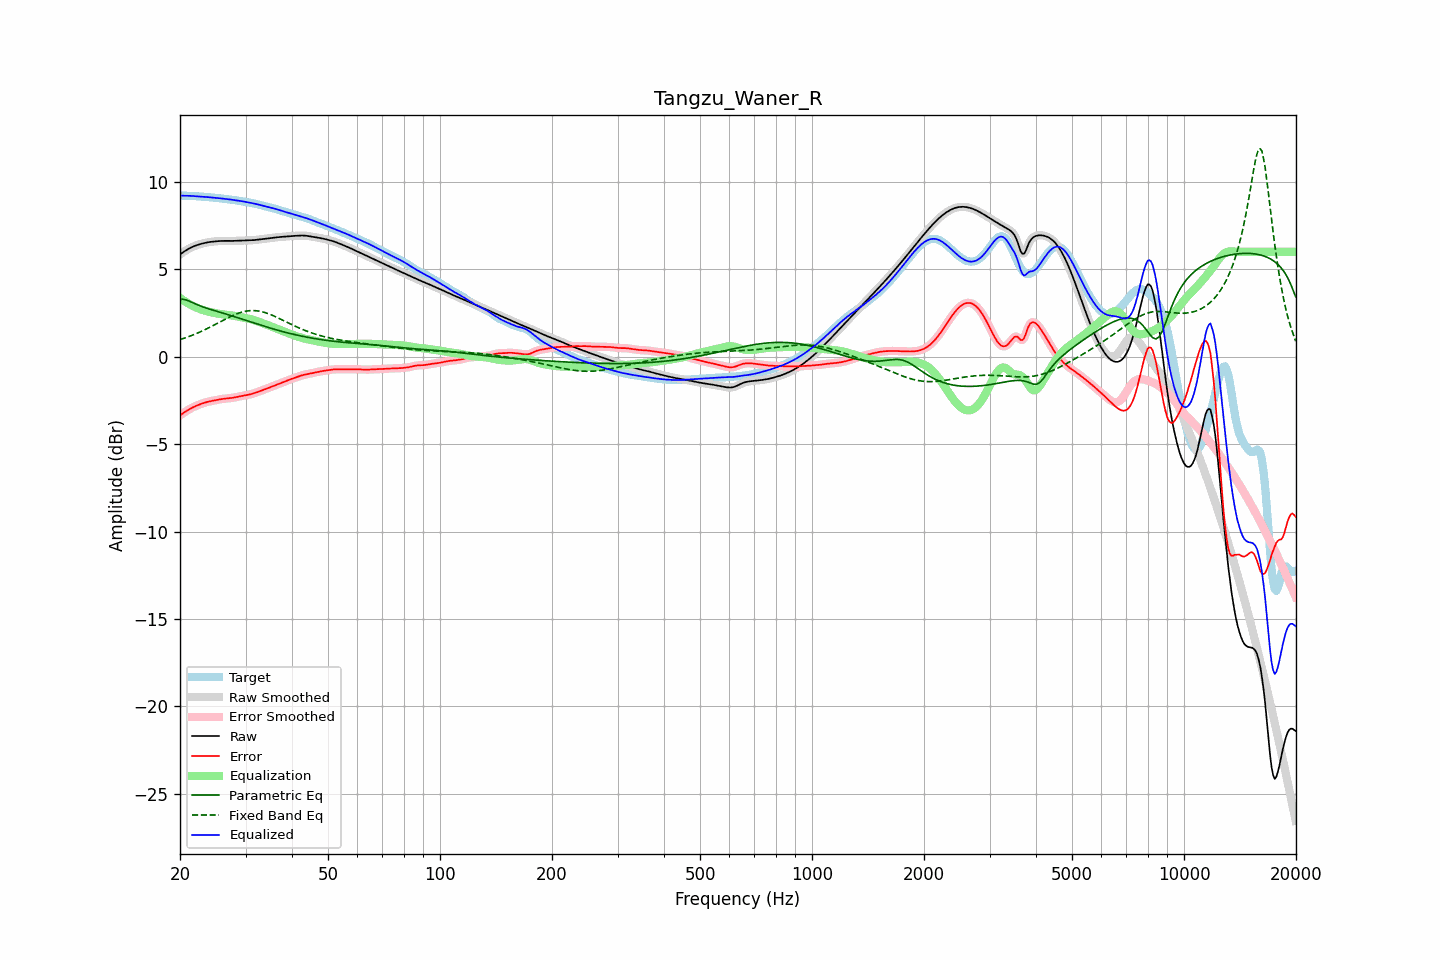 Tangzu_Waner_R
Amplitude (dBr)
10
5
0
−5
−10
−15
−20
−25
Target
Raw Smoothed
Error Smoothed
Raw
Error
Equalization
Parametric Eq
Fixed Band Eq
Equalized
20 50 100 200 500 1000 2000 5000 10000 20000
Frequency (Hz)